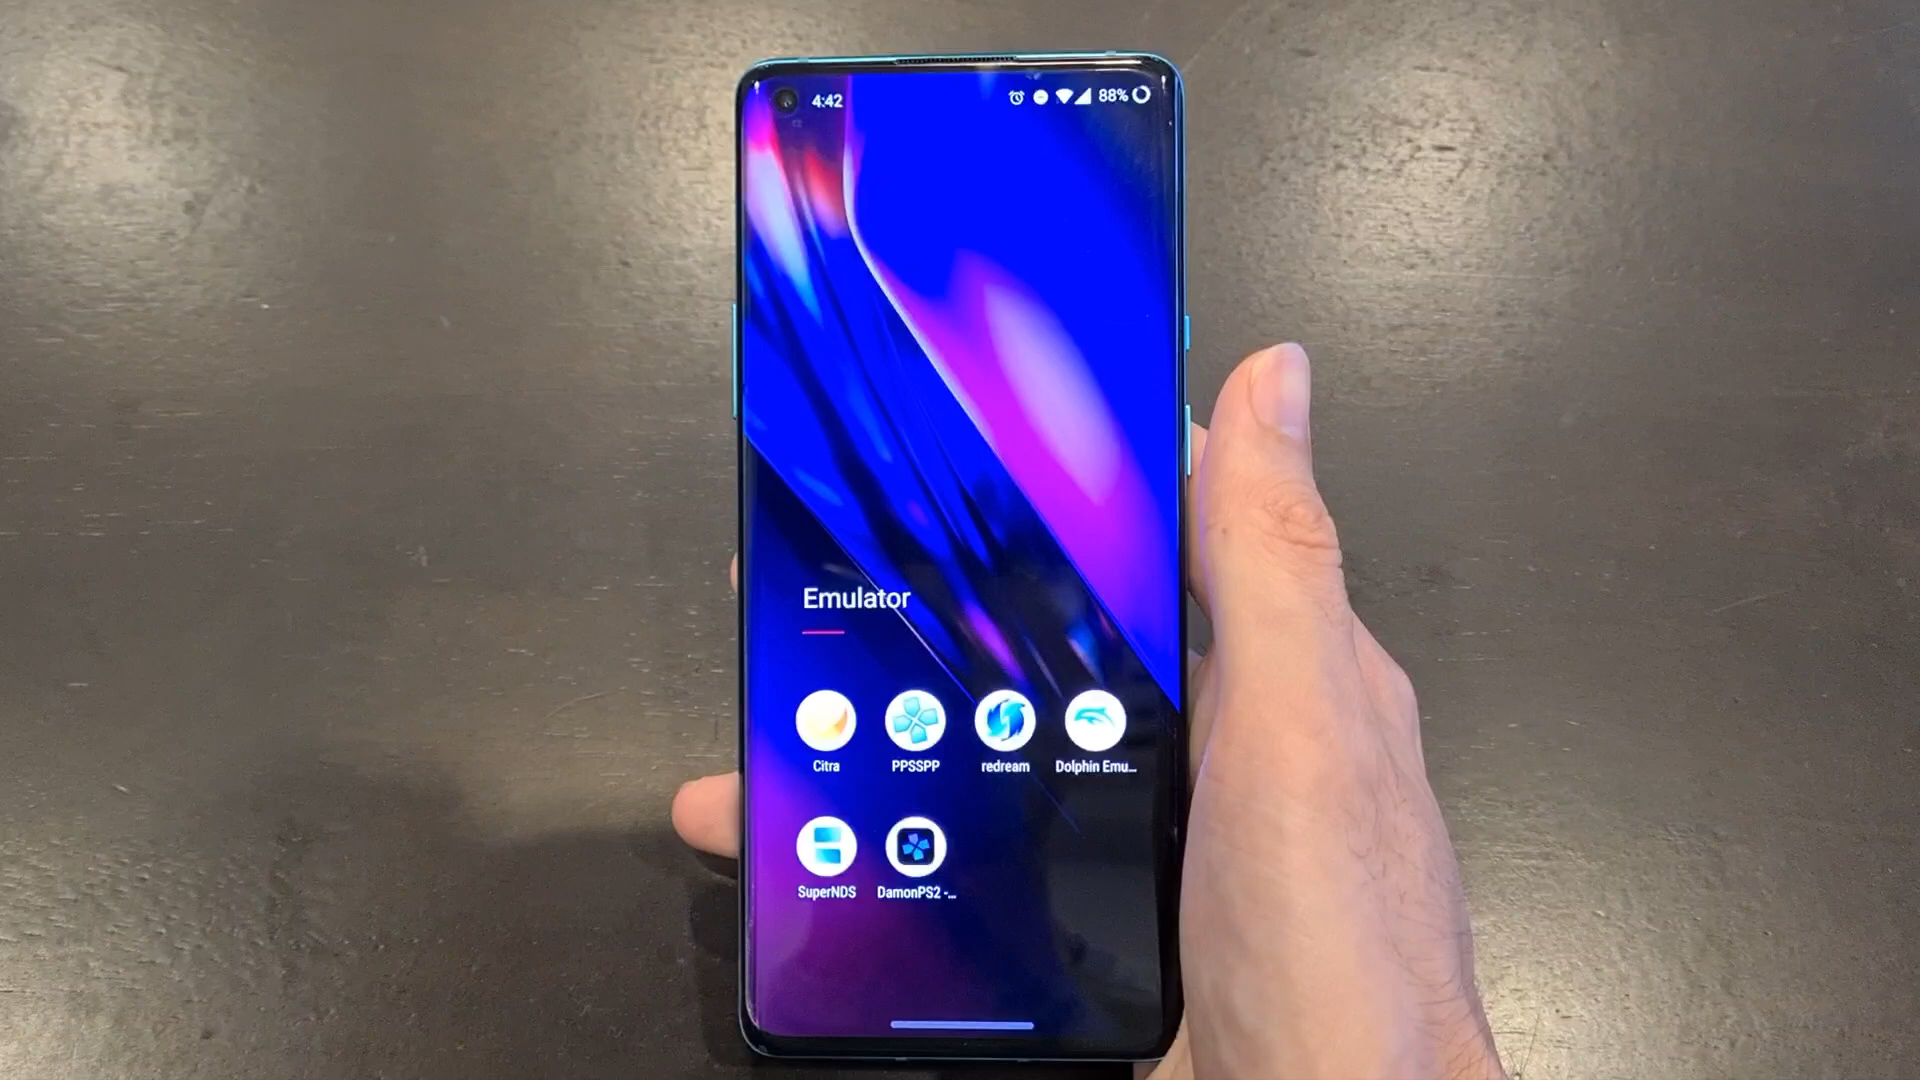 4:42
88%
Emulator
Citra PPSSPP redream Dolphin Emu...
SuperNDS DamonPS2 -...